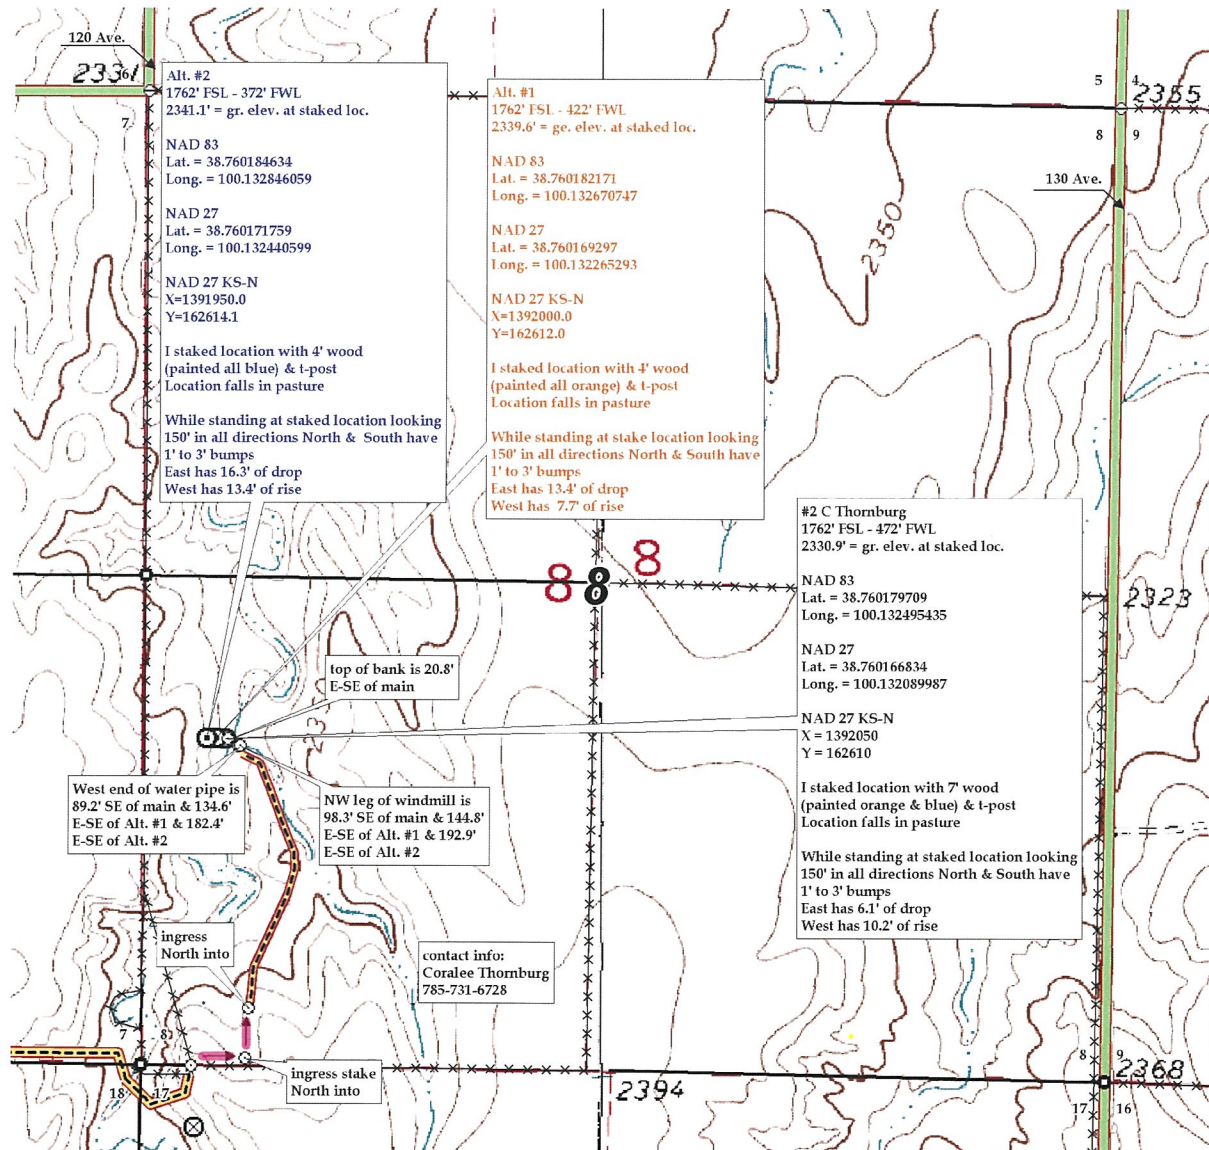 120 Ave.
2331
6
5
4
2355
7
8
9
130 Ave.
Alt. #2
1762' FSL - 372' FWL
2341.1' = gr. elev. at staked loc.
NAD 83
Lat. = 38.760184634
Long. = 100.132846059
NAD 27
Lat. = 38.760171759
Long. = 100.132440599
NAD 27 KS-N
X=1391950.0
Y=162614.1
I staked location with 4' wood
(painted all blue) & t-post
Location falls in pasture
While standing at staked location looking
150' in all directions North & South have
1' to 3' bumps
East has 16.3' of drop
West has 13.4' of rise
Alt. #1
1762' FSL - 422' FWL
2339.6' = ge. elev. at staked loc.
NAD 83
Lat. = 38.760182171
Long. = 100.132670747
NAD 27
Lat. = 38.760169297
Long. = 100.132265293
NAD 27 KS-N
X=1392000.0
Y=162612.0
I staked location with 4' wood
(painted all orange) & t-post
Location falls in pasture
While standing at stake location looking
150' in all directions North & South have
1' to 3' bumps
East has 13.4' of drop
West has 7.7' of rise
2350
#2 C Thornburg
1762' FSL - 472' FWL
2330.9' = gr. elev. at staked loc.
NAD 83
Lat. = 38.760179709
Long. = 100.132495435
NAD 27
Lat. = 38.760166834
Long. = 100.132089987
NAD 27 KS-N
X = 1392050
Y = 162610
I staked location with 7' wood
(painted orange & blue) & t-post
Location falls in pasture
While standing at staked location looking
150' in all directions North & South have
1' to 3' bumps
East has 6.1' of drop
West has 10.2' of rise
8
8
8
2323
top of bank is 20.8'
E-SE of main
West end of water pipe is
89.2' SE of main & 134.6'
E-SE of Alt. #1 & 182.4'
E-SE of Alt. #2
NW leg of windmill is
98.3' SE of main & 144.8'
E-SE of Alt. #1 & 192.9'
E-SE of Alt. #2
ingress
North into
contact info:
Coralee Thornburg
785-731-6728
ingress stake
North into
7
8
18
17
2394
8
9
2368
17
16